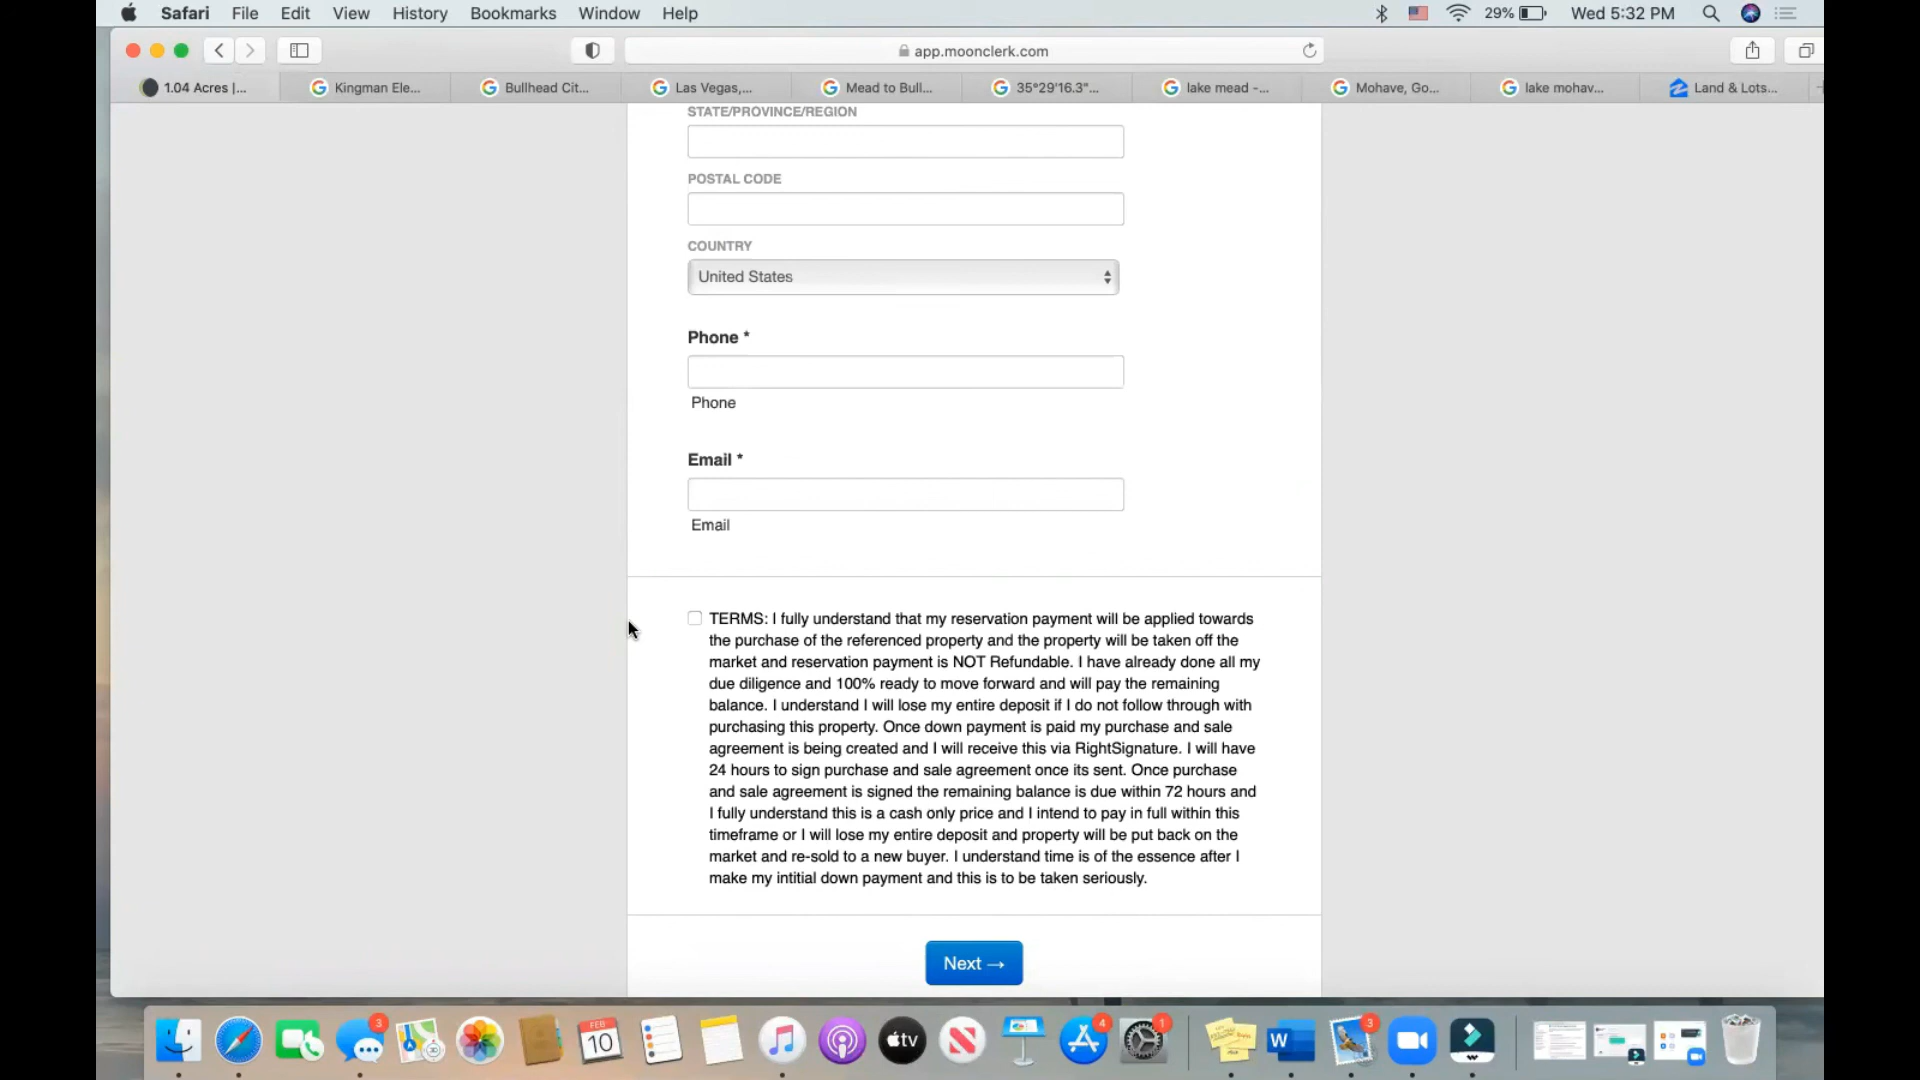 Safari File Edit View History Bookmarks Window Help 29% Wed 5:32 PM
app.moonclerk.com
1.04 Acres |... Kingman Ele... Bullhead Cit... Las Vegas,... Mead to Bull... 35°29'16.3"... lake mead -... Mohave, Go... lake mohav... Land & Lots...
STATE/PROVINCE/REGION
POSTAL CODE
COUNTRY
United States
Phone *
Phone
Email *
Email
TERMS: I fully understand that my reservation payment will be applied towards
the purchase of the referenced property and the property will be taken off the
market and reservation payment is NOT Refundable. I have already done all my
due diligence and 100% ready to move forward and will pay the remaining
balance. I understand I will lose my entire deposit if I do not follow through with
purchasing this property. Once down payment is paid my purchase and sale
agreement is being created and I will receive this via RightSignature. I will have
24 hours to sign purchase and sale agreement once its sent. Once purchase
and sale agreement is signed the remaining balance is due within 72 hours and
I fully understand this is a cash only price and I intend to pay in full within this
timeframe or I will lose my entire deposit and property will be put back on the
market and re-sold to a new buyer. I understand time is of the essence after I
make my intitial down payment and this is to be taken seriously.
Next →
3 FEB 10 tv 4 1 W 3